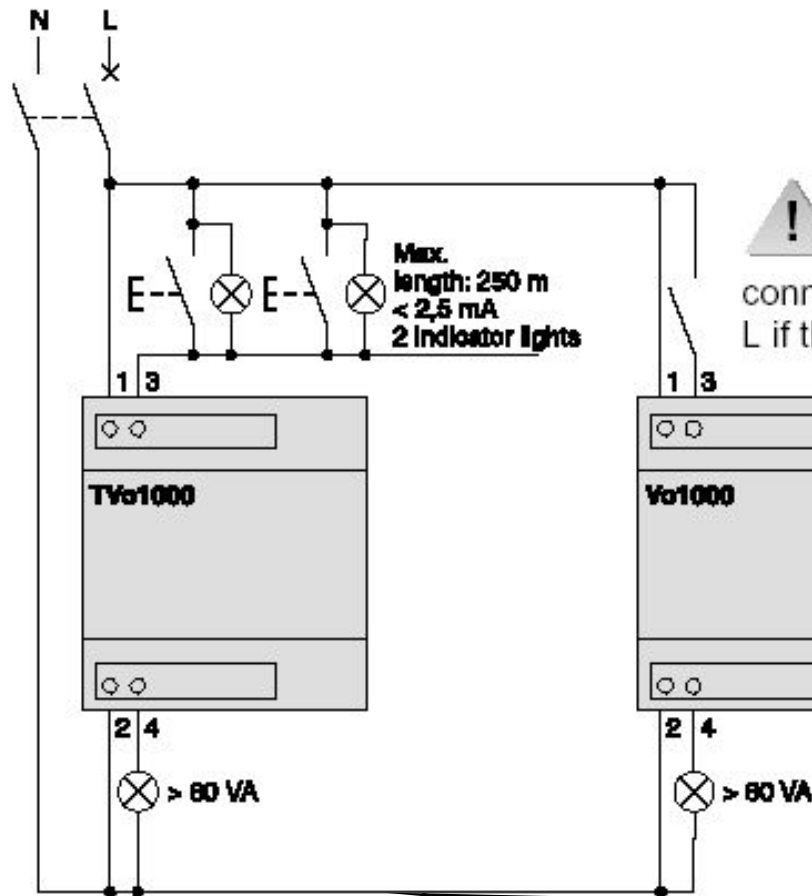 N L
Max.
length: 250 m
< 2,5 mA
2 indicator lights
!
conn
L if t
1 3
1 3
TVo1000
Vo1000
2 4
2 4
> 60 VA
> 60 VA